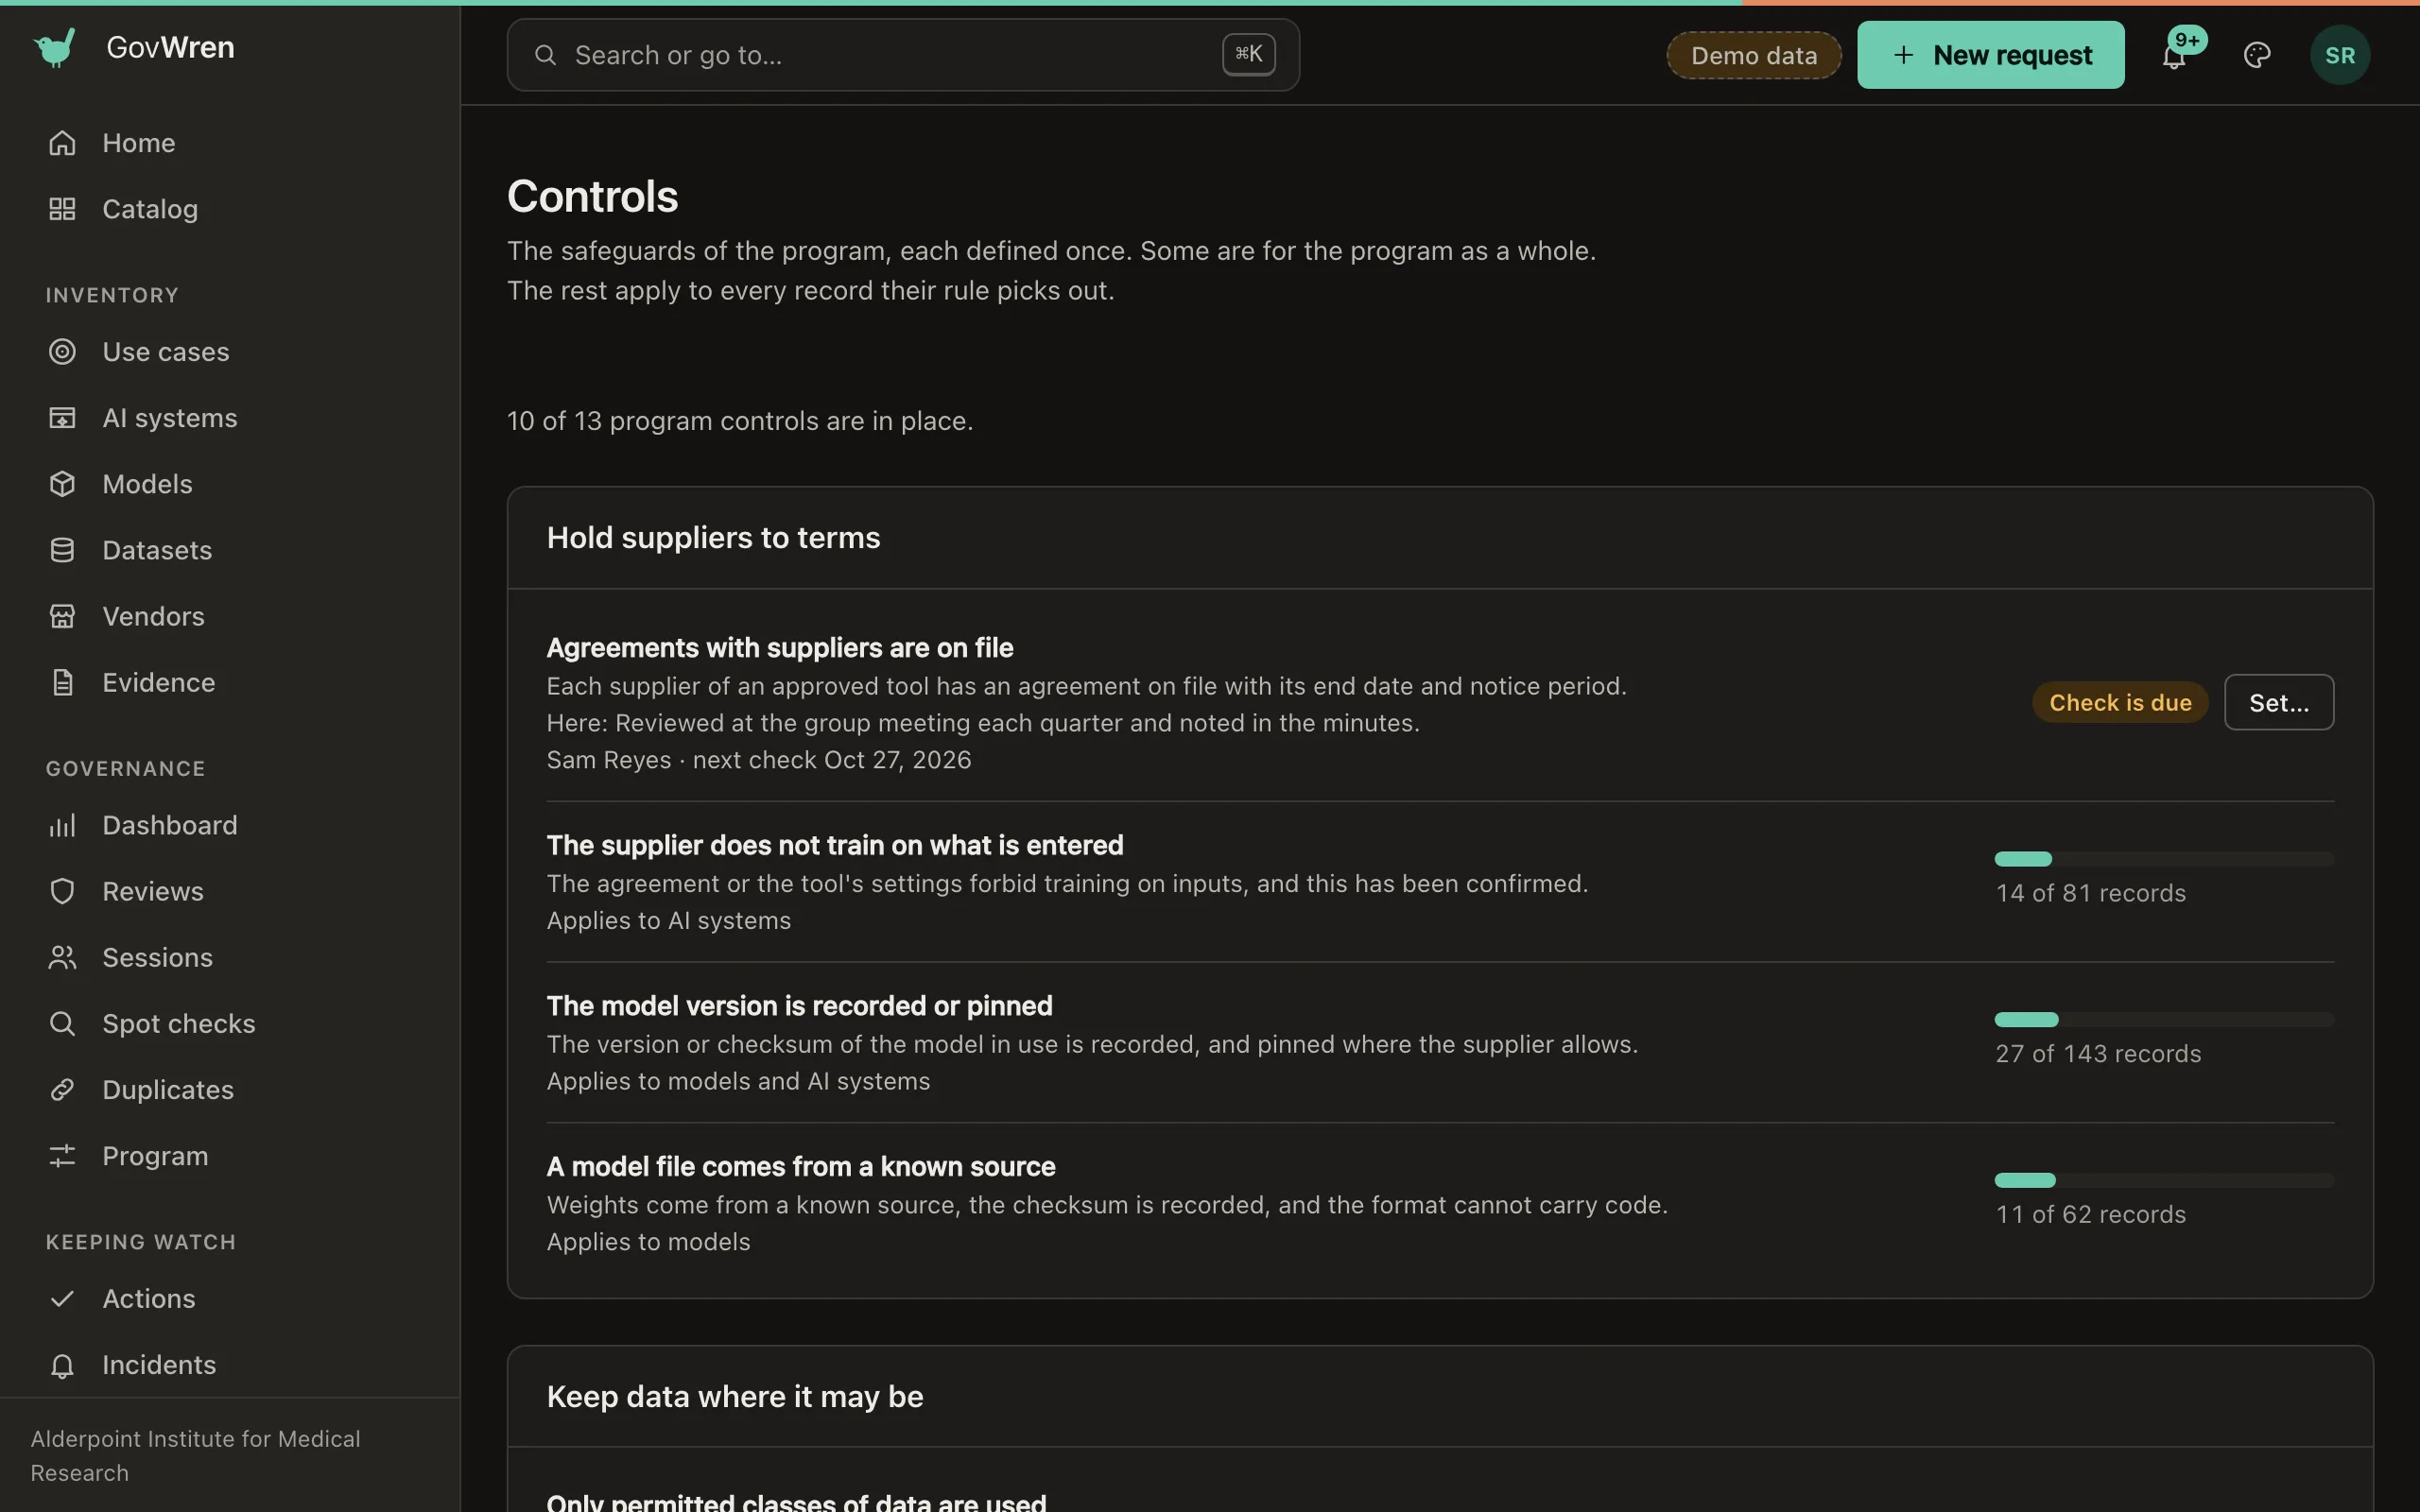 GovWren
Search or go to...
⌘K
Demo data
+ New request
9+
SR
Home
Catalog
INVENTORY
Use cases
AI systems
Models
Datasets
Vendors
Evidence
GOVERNANCE
Dashboard
Reviews
Sessions
Spot checks
Duplicates
Program
KEEPING WATCH
Actions
Incidents
Alderpoint Institute for Medical
Research
Controls
The safeguards of the program, each defined once. Some are for the program as a whole.
The rest apply to every record their rule picks out.
10 of 13 program controls are in place.
Hold suppliers to terms
Agreements with suppliers are on file
Each supplier of an approved tool has an agreement on file with its end date and notice period.
Here: Reviewed at the group meeting each quarter and noted in the minutes.
Sam Reyes · next check Oct 27, 2026
Check is due
Set...
The supplier does not train on what is entered
The agreement or the tool's settings forbid training on inputs, and this has been confirmed.
Applies to AI systems
14 of 81 records
The model version is recorded or pinned
The version or checksum of the model in use is recorded, and pinned where the supplier allows.
Applies to models and AI systems
27 of 143 records
A model file comes from a known source
Weights come from a known source, the checksum is recorded, and the format cannot carry code.
Applies to models
11 of 62 records
Keep data where it may be
Only permitted classes of data are used